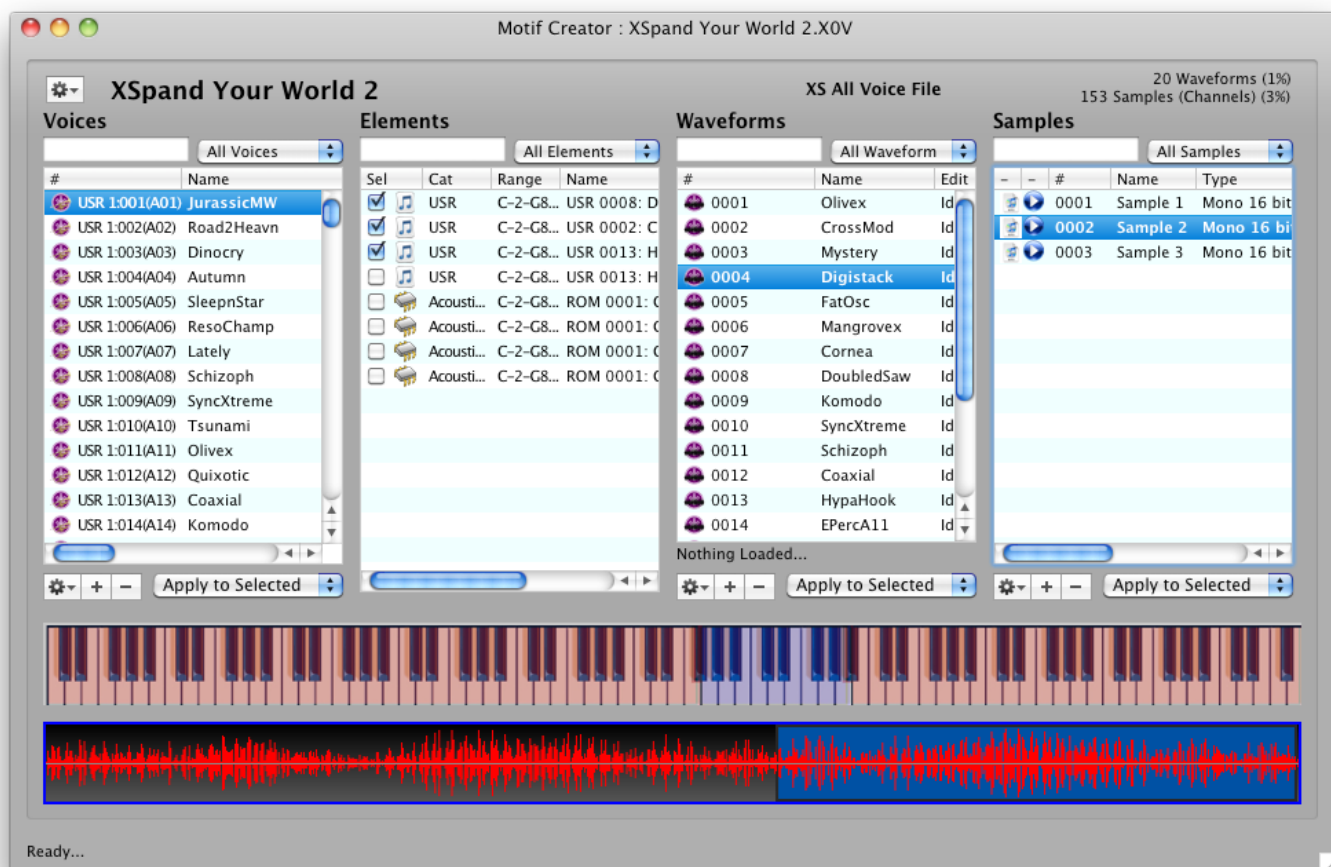 Motif Creator : XSpand Your World 2.X0V
XSpand Your World 2
XS All Voice File
20 Waveforms (1%)
153 Samples (Channels) (3%)
Voices
All Voices
# Name
USR 1:001(A01) JurassicMW
USR 1:002(A02) Road2Heavn
USR 1:003(A03) Dinocry
USR 1:004(A04) Autumn
USR 1:005(A05) SleepnStar
USR 1:006(A06) ResoChamp
USR 1:007(A07) Lately
USR 1:008(A08) Schizoph
USR 1:009(A09) SyncXtreme
USR 1:010(A10) Tsunami
USR 1:011(A11) Olivex
USR 1:012(A12) Quixotic
USR 1:013(A13) Coaxial
USR 1:014(A14) Komodo
+ − Apply to Selected
Elements
All Elements
Sel Cat Range Name
USR C-2-G8... USR 0008: D
USR C-2-G8... USR 0002: C
USR C-2-G8... USR 0013: H
USR C-2-G8... USR 0013: H
Acousti... C-2-G8... ROM 0001: C
Acousti... C-2-G8... ROM 0001: C
Acousti... C-2-G8... ROM 0001: C
Acousti... C-2-G8... ROM 0001: C
Waveforms
All Waveform
# Name Edit
0001 Olivex Id
0002 CrossMod Id
0003 Mystery Id
0004 Digistack Id
0005 FatOsc Id
0006 Mangrovex Id
0007 Cornea Id
0008 DoubledSaw Id
0009 Komodo Id
0010 SyncXtreme Id
0011 Schizoph Id
0012 Coaxial Id
0013 HypaHook Id
0014 EPercA11 Id
Nothing Loaded...
+ − Apply to Selected
Samples
All Samples
– – # Name Type
0001 Sample 1 Mono 16 bit
0002 Sample 2 Mono 16 bi
0003 Sample 3 Mono 16 bit
+ − Apply to Selected
Ready...